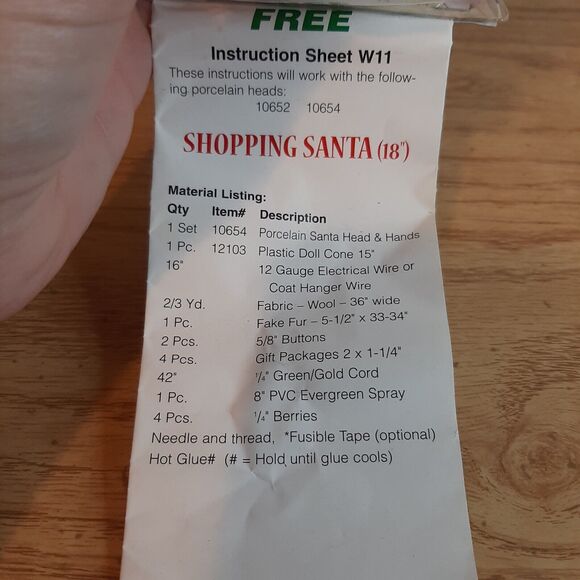 FREE
Instruction Sheet W11
These instructions will work with the follow-
ing porcelain heads:
10652 10654
SHOPPING SANTA (18")
Material Listing:
Qty Item# Description
1 Set 10654 Porcelain Santa Head & Hands
1 Pc. 12103 Plastic Doll Cone 15"
16" 12 Gauge Electrical Wire or
Coat Hanger Wire
2/3 Yd. Fabric – Wool – 36" wide
1 Pc. Fake Fur – 5-1/2" x 33-34"
2 Pcs. 5/8" Buttons
4 Pcs. Gift Packages 2 x 1-1/4"
42" 1/4" Green/Gold Cord
1 Pc. 8" PVC Evergreen Spray
4 Pcs. 1/4" Berries
Needle and thread, *Fusible Tape (optional)
Hot Glue# (# = Hold until glue cools)